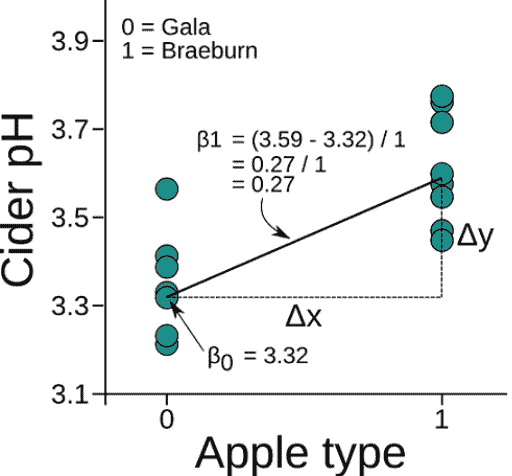 0 = Gala
1 = Braeburn
3.9
3.7
3.5
3.3
3.1
Cider pH
β1 = (3.59 - 3.32) / 1
= 0.27 / 1
= 0.27
Δy
Δx
β0 = 3.32
0
1
Apple type